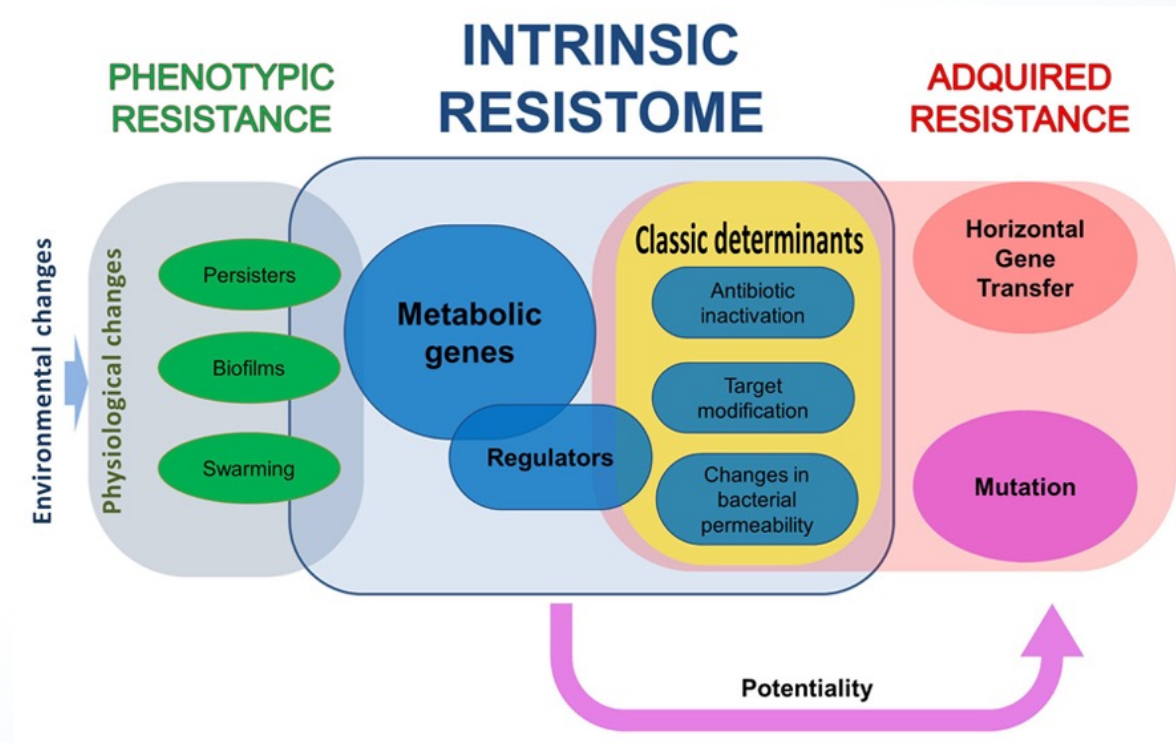 INTRINSIC
RESISTOME
PHENOTYPIC
RESISTANCE
ADQUIRED
RESISTANCE
Environmental changes
Physiological changes
Persisters
Biofilms
Swarming
Metabolic
genes
Regulators
Classic determinants
Antibiotic
inactivation
Target
modification
Changes in
bacterial
permeability
Horizontal
Gene
Transfer
Mutation
Potentiality